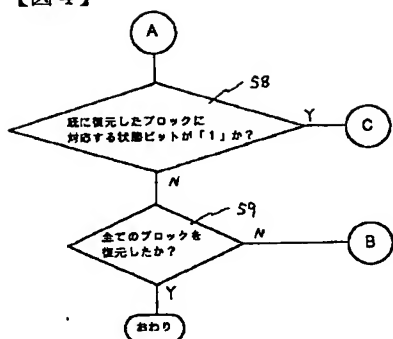 【図4】
A
58
既に復元したブロックに
対応する状態ビットが「1」か?
Y
C
N
59
全てのブロックを
復元したか?
N
B
Y
おわり